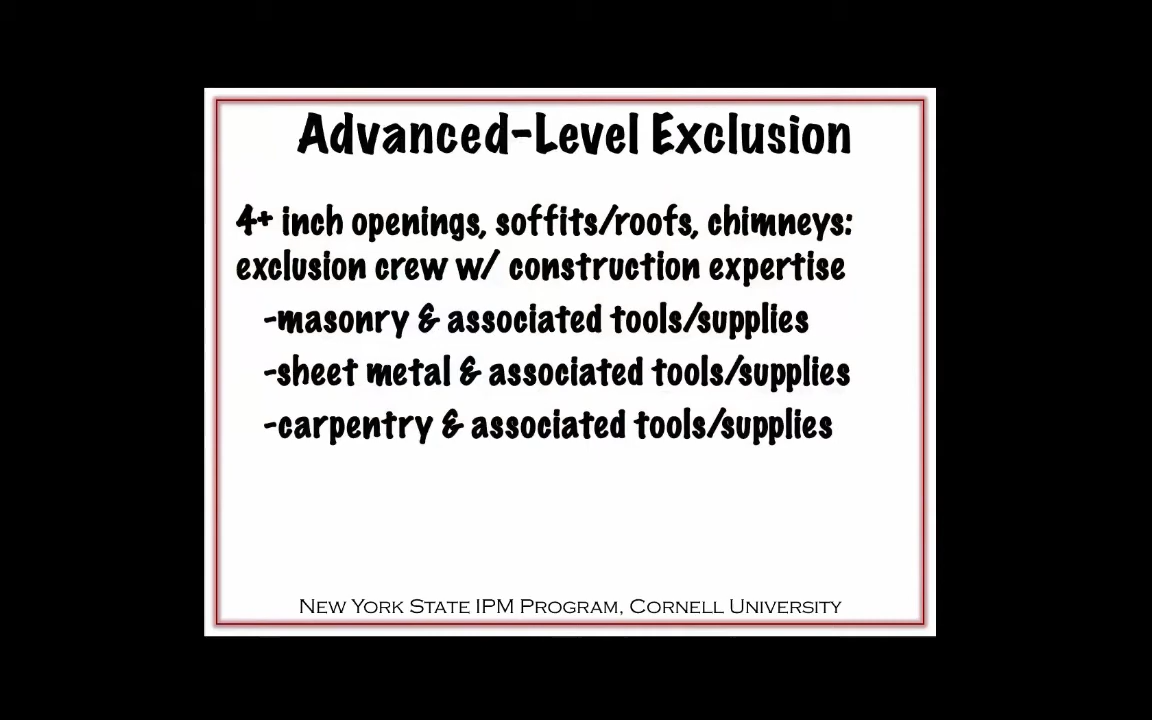 Advanced-Level Exclusion
4+ inch openings, soffits/roofs, chimneys:
exclusion crew w/ construction expertise
-masonry & associated tools/supplies
-sheet metal & associated tools/supplies
-carpentry & associated tools/supplies
New York State IPM Program, Cornell University